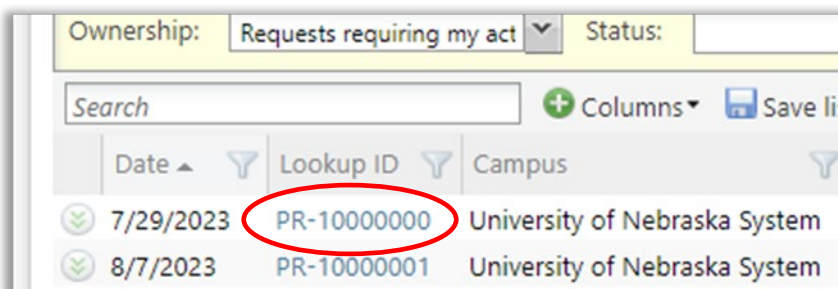 Ownership: Requests requiring my act Status:
Search Columns Save li
Date Lookup ID Campus
7/29/2023 PR-10000000 University of Nebraska System
8/7/2023 PR-10000001 University of Nebraska System